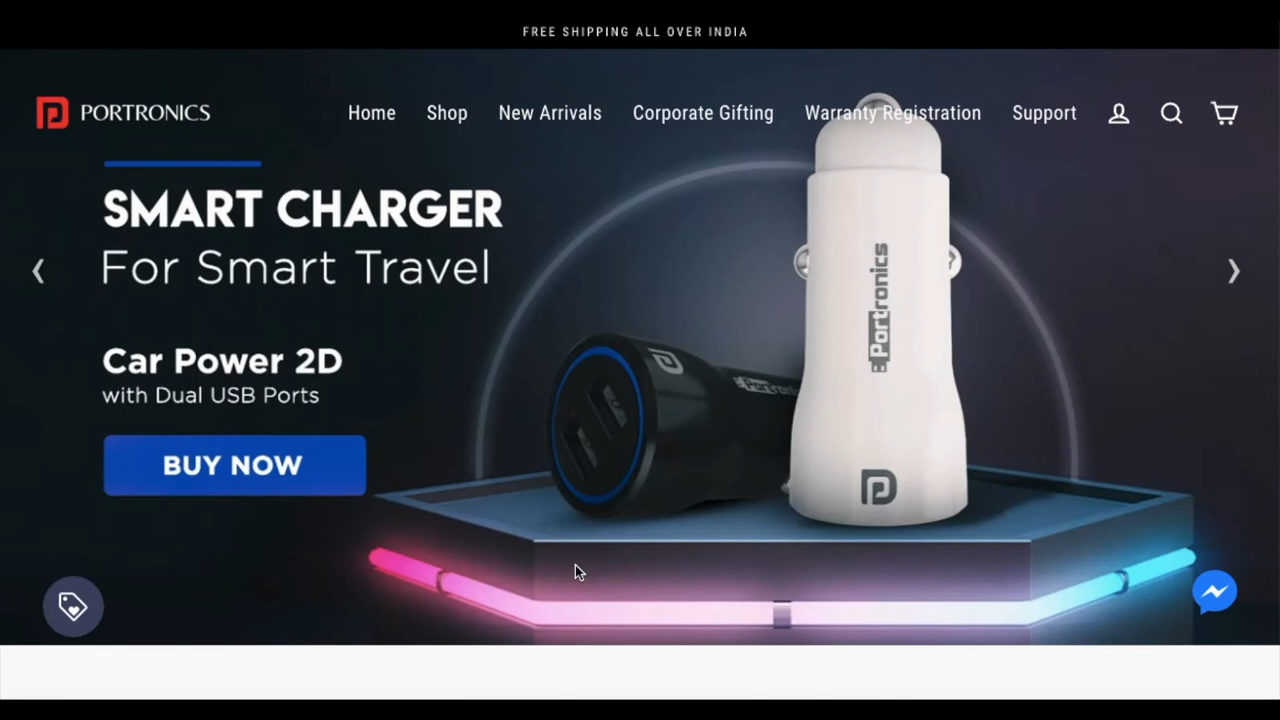 FREE SHIPPING ALL OVER INDIA
PORTRONICS
Home Shop New Arrivals Corporate Gifting Warranty Registration Support
SMART CHARGER
For Smart Travel
Car Power 2D
with Dual USB Ports
BUY NOW
Portronics
Portronics